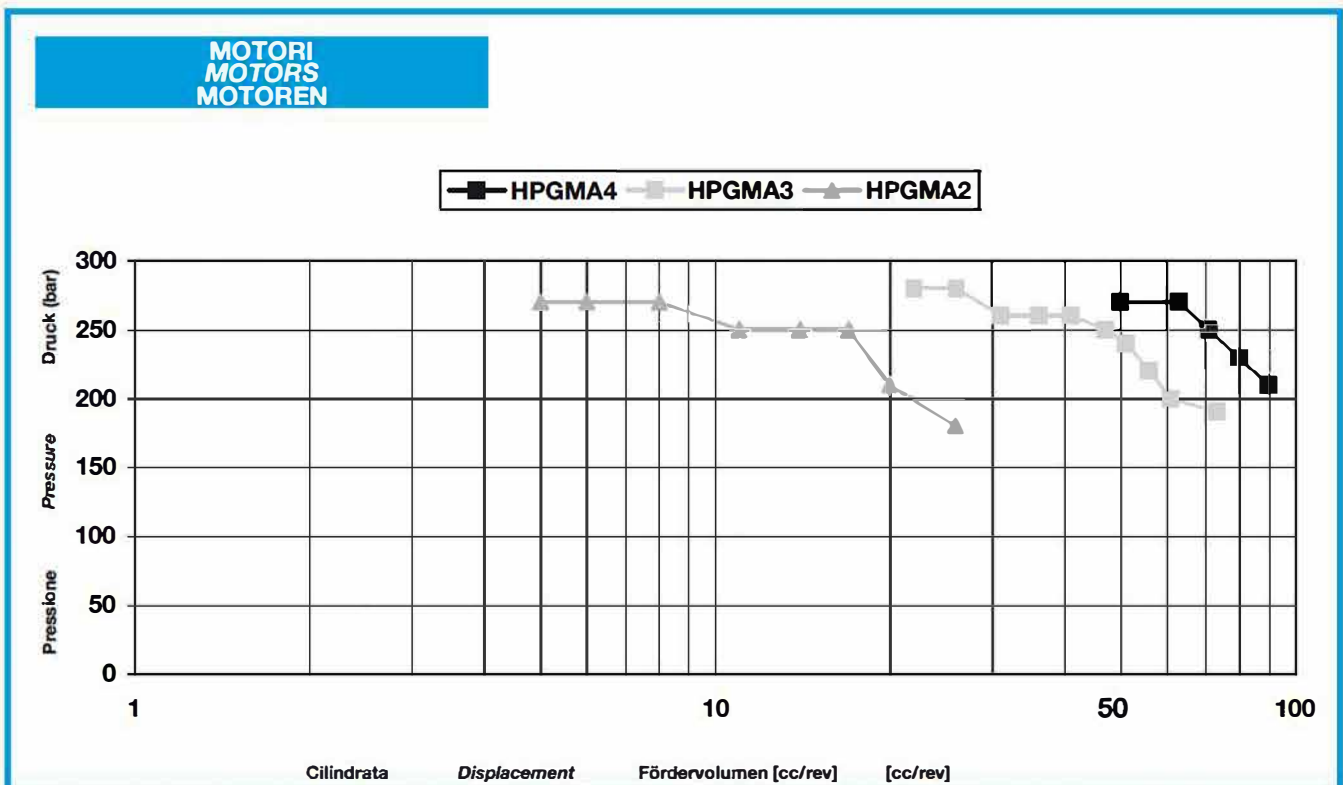 MOTORI
MOTORS
MOTOREN
HPGMA4 HPGMA3 HPGMA2
Pressione Pressure Druck (bar)
300
250
200
150
100
50
0
1 10 50 100
Cilindrata Displacement Fördervolumen [cc/rev] [cc/rev]